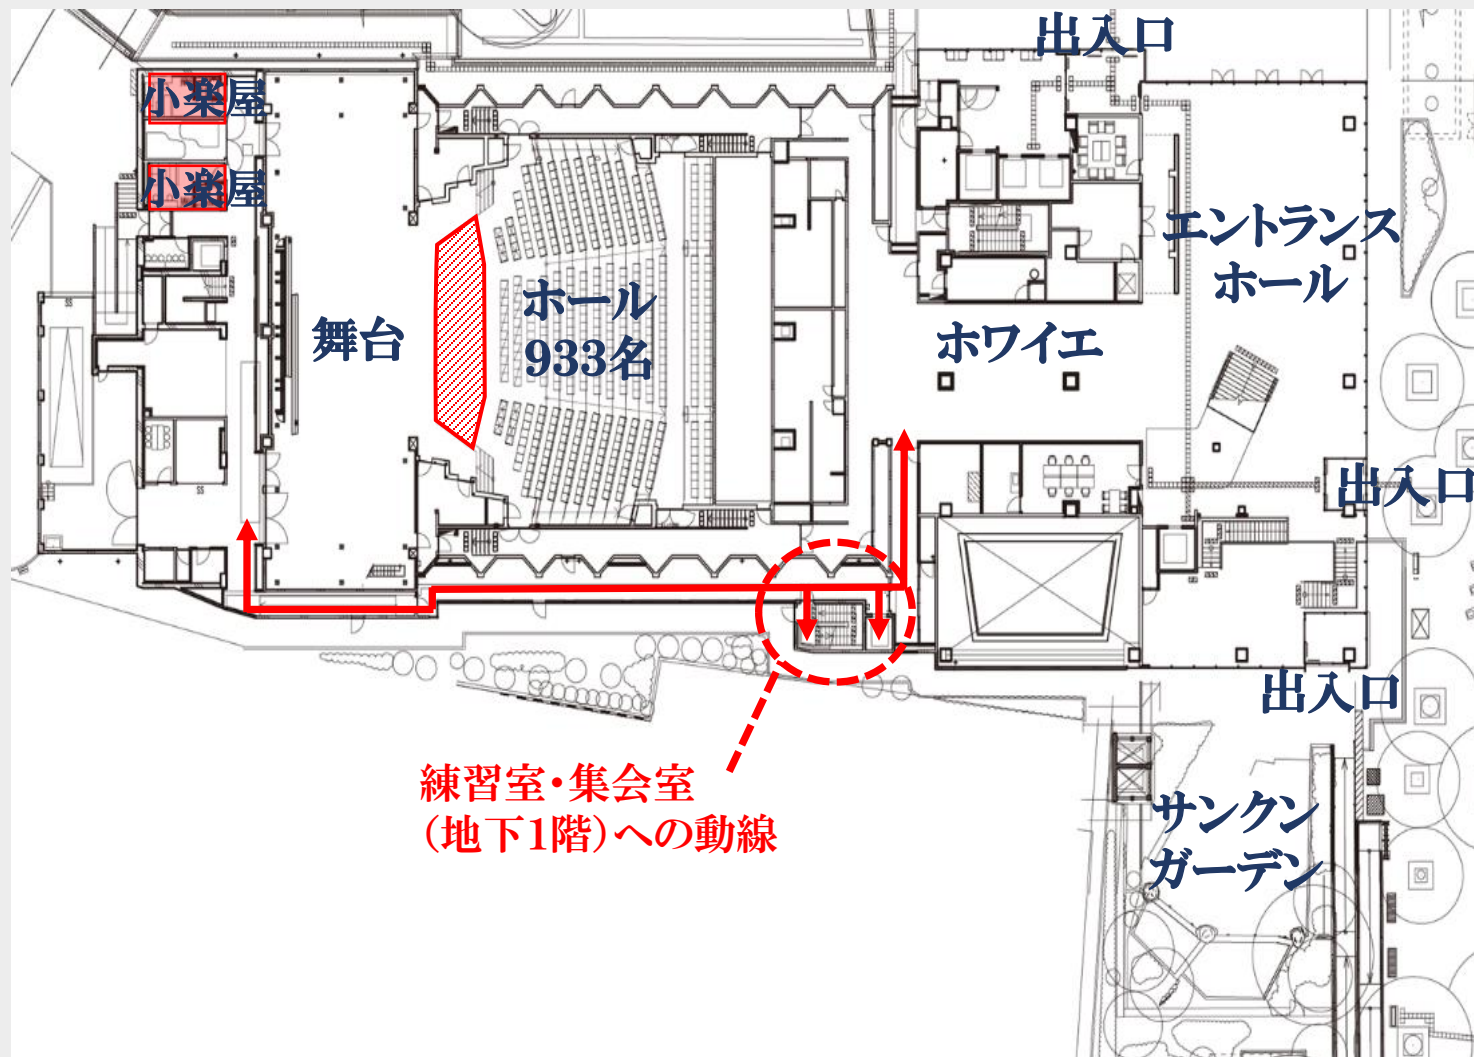 出入口
小楽屋
小楽屋
エントランス
ホール
舞台
ホール
933名
ホワイエ
出入口
出入口
練習室・集会室
（地下1階）への動線
サンクン
ガーデン
SS
SS